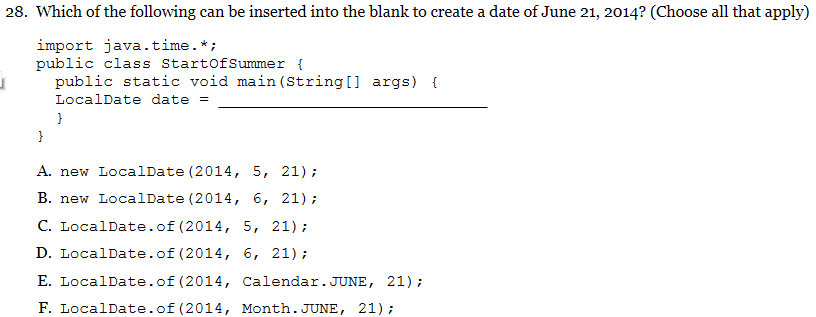 28. Which of the following can be inserted into the blank to create a date of June 21, 2014? (Choose all that apply)
import java.time.*;
public class StartOfSummer {
public static void main(String[] args) {
LocalDate date = ____________________
}
}
A. new LocalDate(2014, 5, 21);
B. new LocalDate(2014, 6, 21);
C. LocalDate.of(2014, 5, 21);
D. LocalDate.of(2014, 6, 21);
E. LocalDate.of(2014, Calendar.JUNE, 21);
F. LocalDate.of(2014, Month.JUNE, 21);